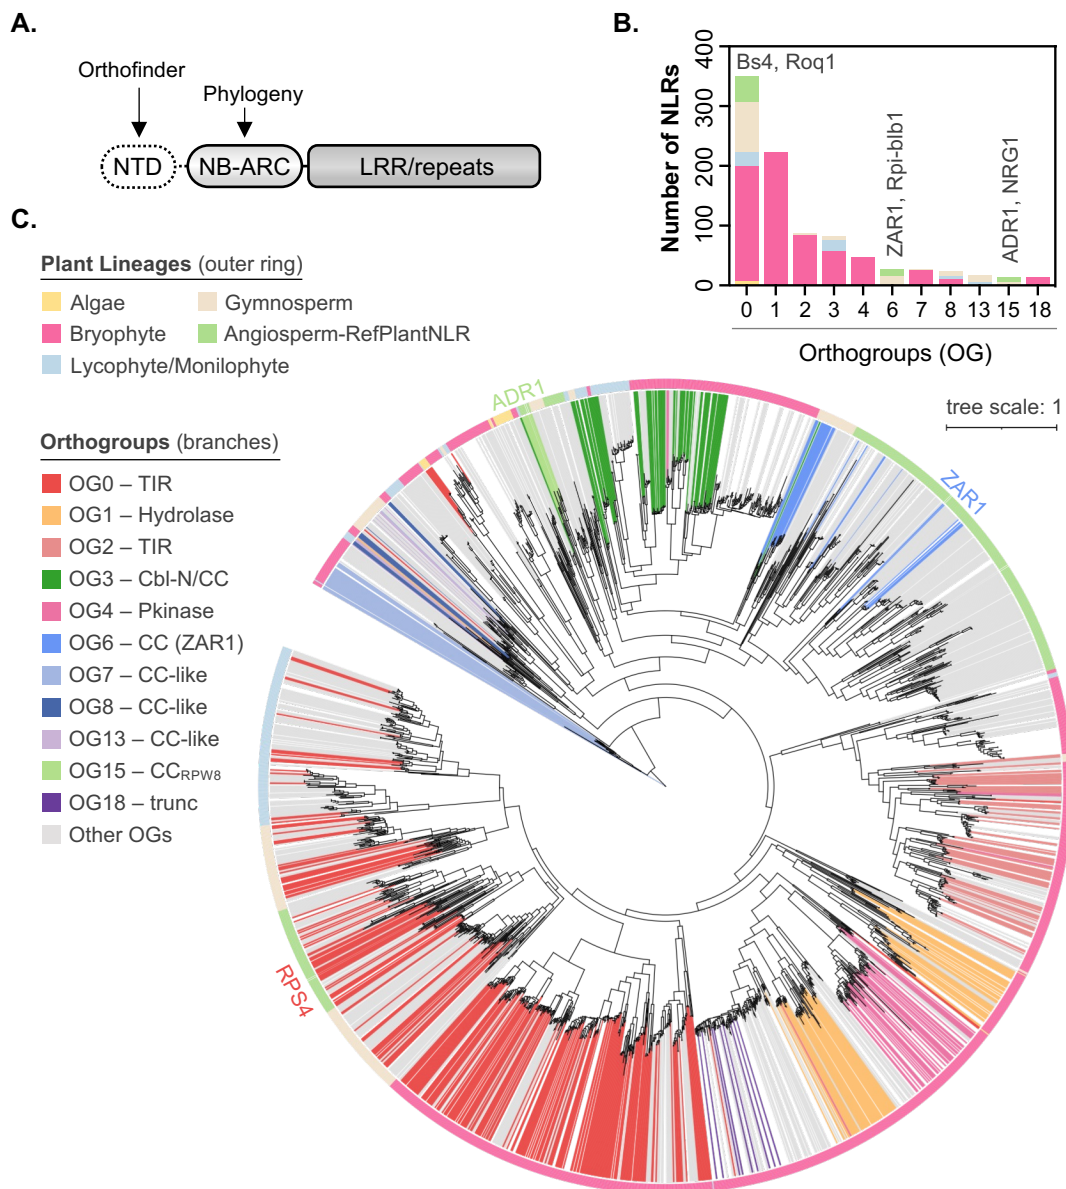 A.
Orthofinder
Phylogeny
NTD
NB-ARC
LRR/repeats
B.
Number of NLRs
400
300
200
100
0
Bs4, Roq1
ZAR1, Rpi-blb1
ADR1, NRG1
0 1 2 3 4 6 7 8 13 15 18
Orthogroups (OG)
C.
Plant Lineages (outer ring)
Algae
Gymnosperm
Bryophyte
Angiosperm-RefPlantNLR
Lycophyte/Monilophyte
Orthogroups (branches)
OG0 – TIR
OG1 – Hydrolase
OG2 – TIR
OG3 – Cbl-N/CC
OG4 – Pkinase
OG6 – CC (ZAR1)
OG7 – CC-like
OG8 – CC-like
OG13 – CC-like
OG15 – CCRPW8
OG18 – trunc
Other OGs
tree scale: 1
ADR1
ZAR1
RPS4